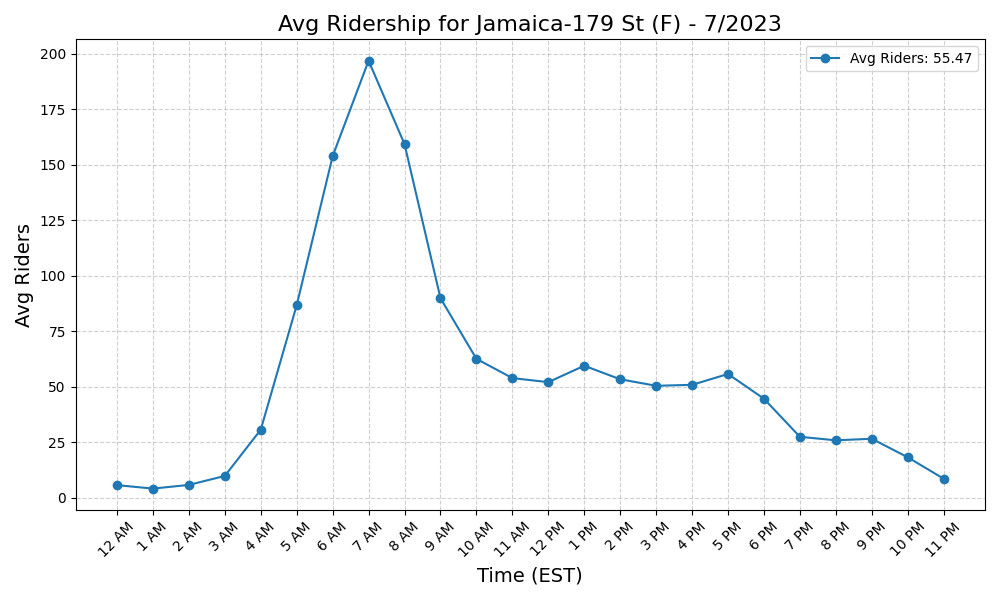 Avg Ridership for Jamaica-179 St (F) - 7/2023
Avg Riders: 55.47
Avg Riders
200
175
150
125
100
75
50
25
0
12 AM
1 AM
2 AM
3 AM
4 AM
5 AM
6 AM
7 AM
8 AM
9 AM
10 AM
11 AM
12 PM
1 PM
2 PM
3 PM
4 PM
5 PM
6 PM
7 PM
8 PM
9 PM
10 PM
11 PM
Time (EST)